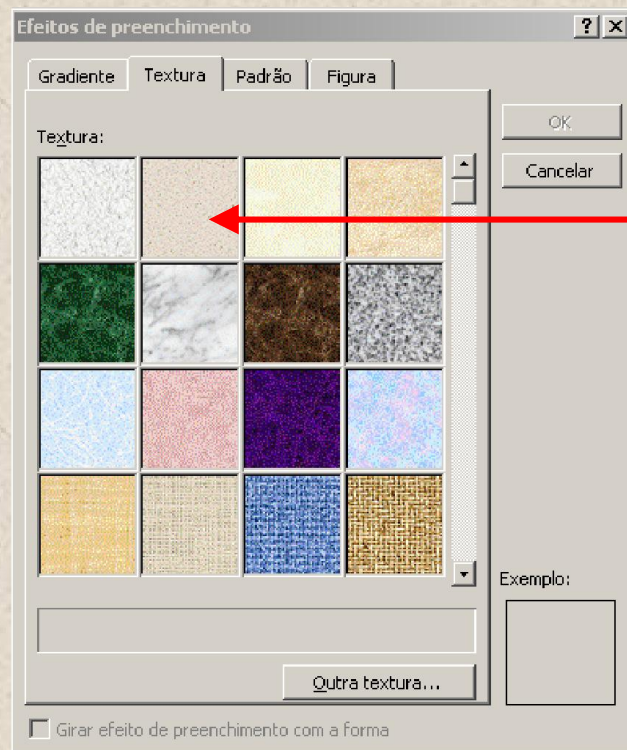 Efeitos de preenchimento
Gradiente Textura Padrão Figura
Textura:
OK
Cancelar
Exemplo:
Outra textura...
Girar efeito de preenchimento com a forma